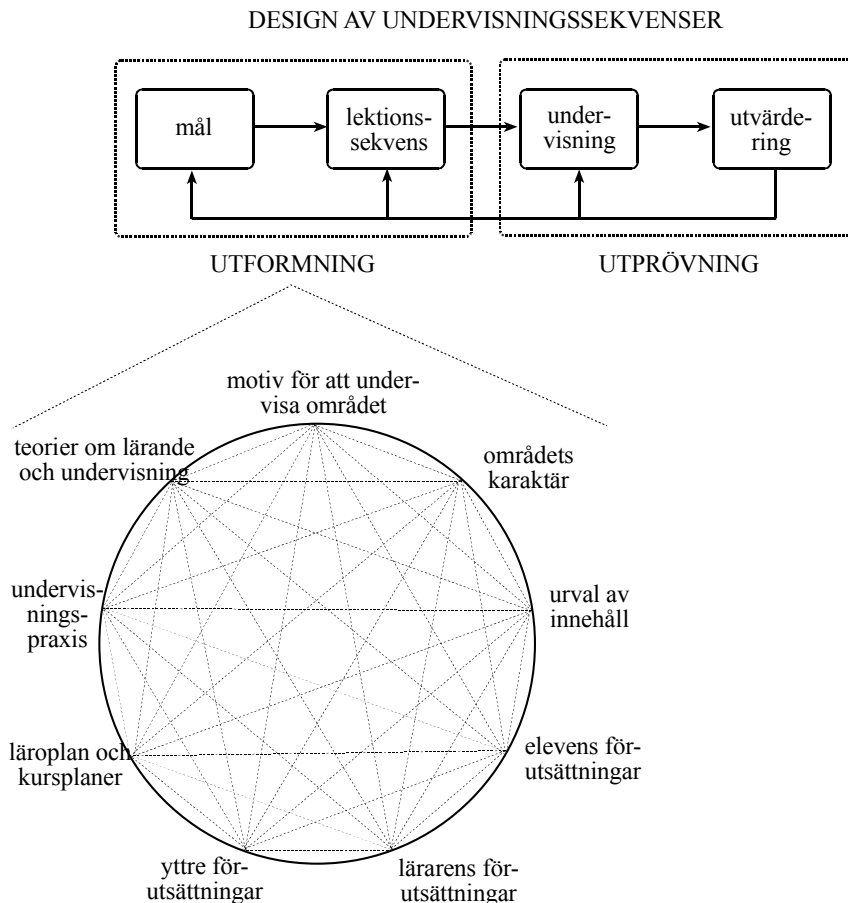 DESIGN AV UNDERVISNINGSSEKVENSER
mål
lektions-
sekvens
under-
visning
utvärde-
ring
UTFORMNING
UTPRÖVNING
motiv för att under-
visa området
teorier om lärande
och undervisning
områdets
karaktär
undervis-
nings-
praxis
urval av
innehåll
läroplan och
kursplaner
elevens för-
utsättningar
yttre för-
utsättningar
lärarens för-
utsättningar